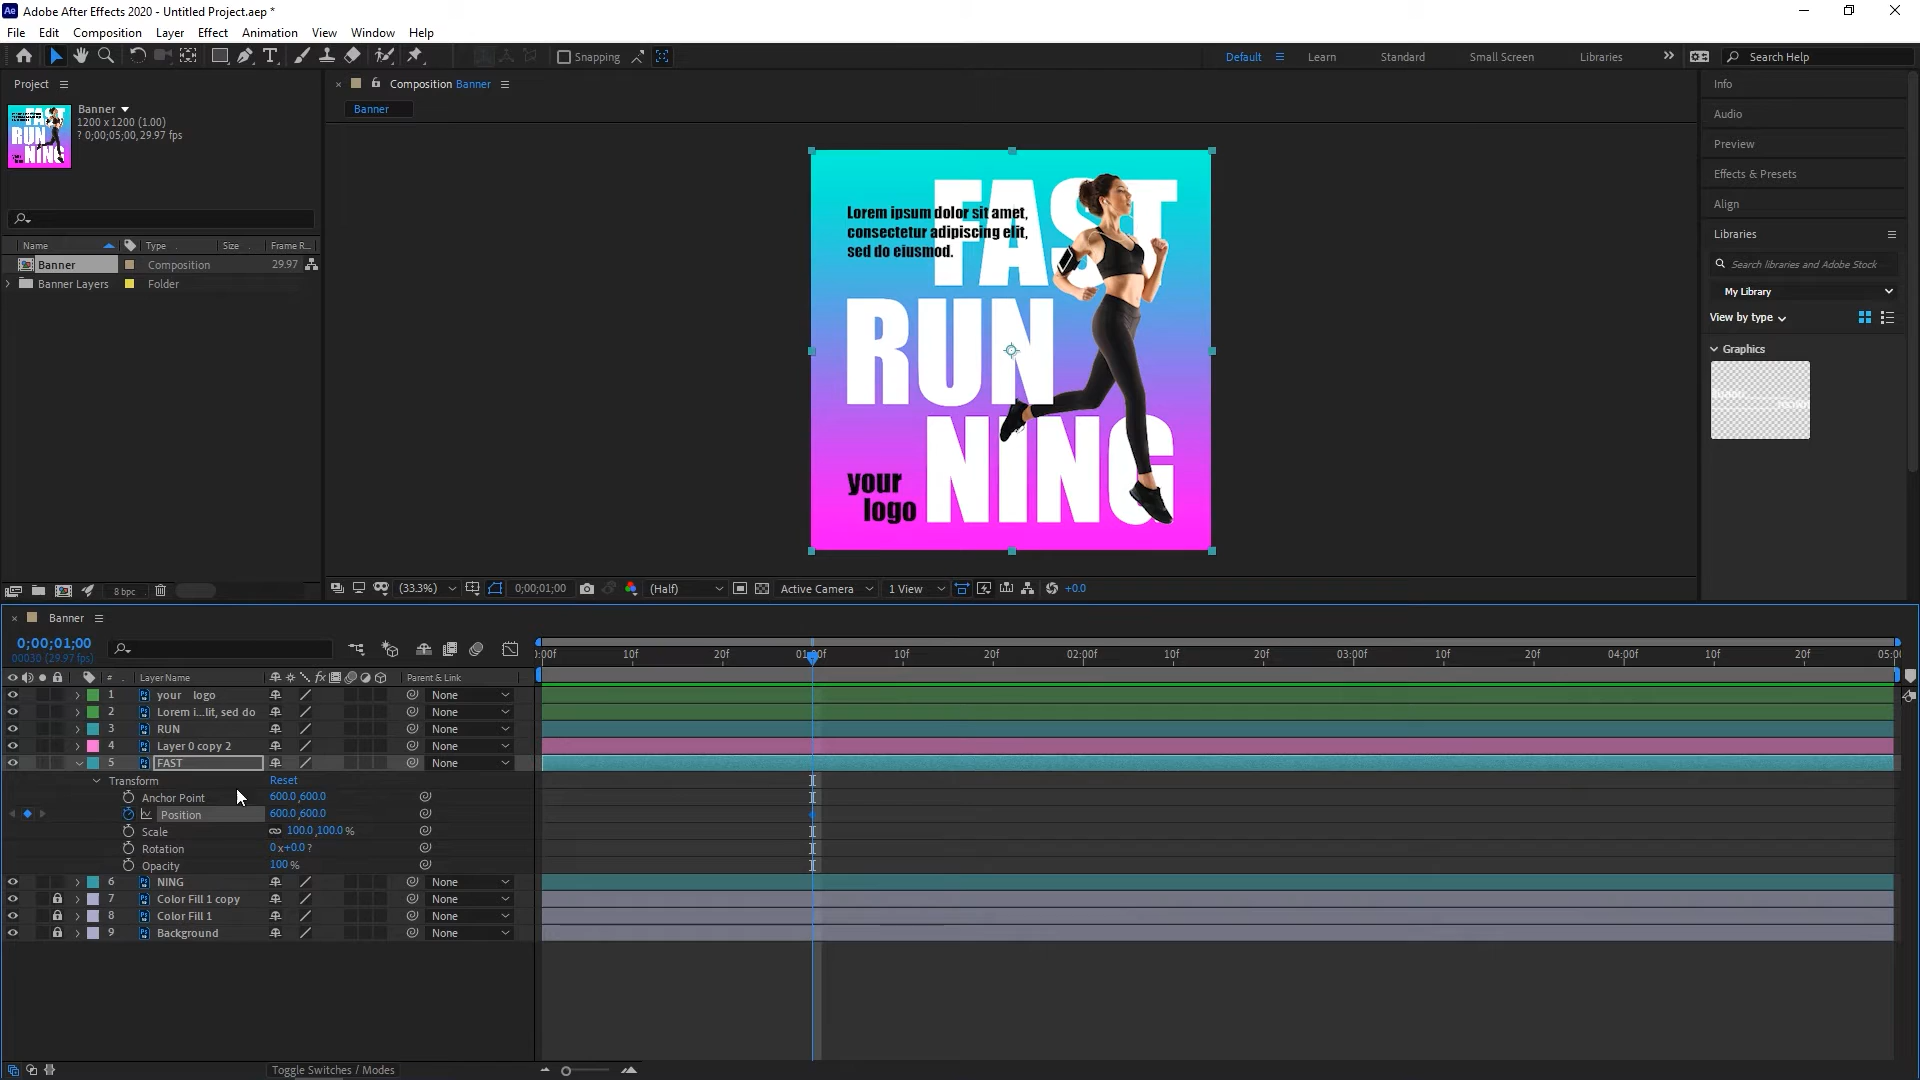 Adobe After Effects 2020 - Untitled Project.aep *
File Edit Composition Layer Effect Animation View Window Help
Snapping
Default Learn Standard Small Screen Libraries
Search Help
Project
Banner
1200 x 1200 (1.00)
? 0;00;05;00, 29.97 fps
Name Type Size Frame R...
Banner Composition 29.97
Banner Layers Folder
8 bpc
Composition Banner
Banner
FAST
Lorem ipsum dolor sit amet,
consectetur adipiscing elit,
sed do eiusmod.
RUN
NING
your
logo
(33.3%) 0;00;01;00 (Half) Active Camera 1 View +0.0
Info
Audio
Preview
Effects & Presets
Align
Libraries
Search libraries and Adobe Stock
My Library
View by type
Graphics
Banner
0;00;01;00
00030 (29.97 fps)
# Layer Name Parent & Link
0:00f 10f 20f 01:00f 10f 20f 02:00f 10f 20f 03:00f 10f 20f 04:00f 10f 20f 05:00
1 your logo None
2 Lorem i...lit, sed do None
3 RUN None
4 Layer 0 copy 2 None
5 FAST None
Transform Reset
Anchor Point 600.0,600.0
Position 600.0,600.0
Scale 100.0,100.0 %
Rotation 0x+0.0?
Opacity 100 %
6 NING None
7 Color Fill 1 copy None
8 Color Fill 1 None
9 Background None
Toggle Switches / Modes